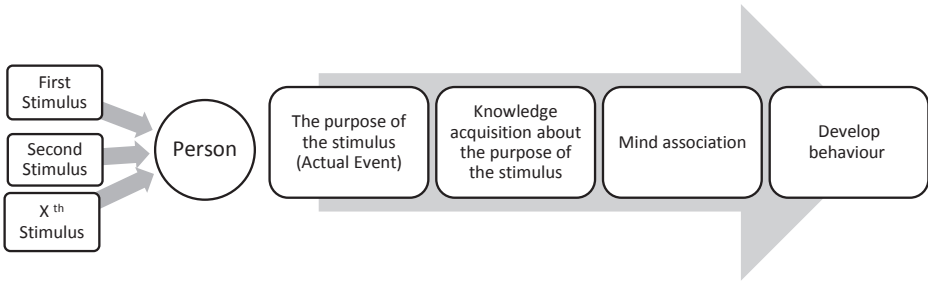 First
Stimulus
Second
Stimulus
X th
Stimulus
Person
The purpose of
the stimulus
(Actual Event)
Knowledge
acquisition about
the purpose of
the stimulus
Mind association
Develop
behaviour